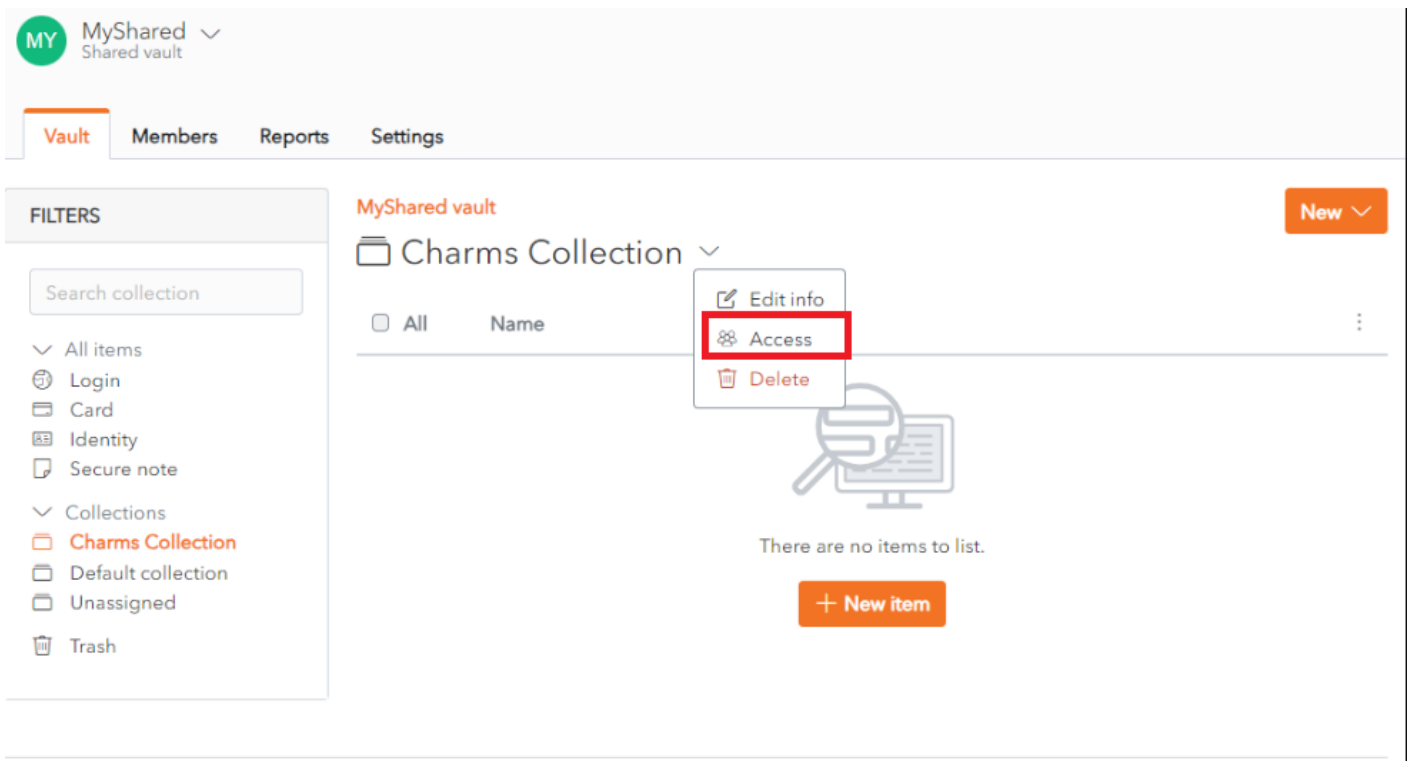 MY
MyShared
Shared vault
Vault Members Reports Settings
FILTERS
Search collection
All items
Login
Card
Identity
Secure note
Collections
Charms Collection
Default collection
Unassigned
Trash
MyShared vault
New
Charms Collection
Edit info
Access
Delete
All Name
There are no items to list.
+ New item